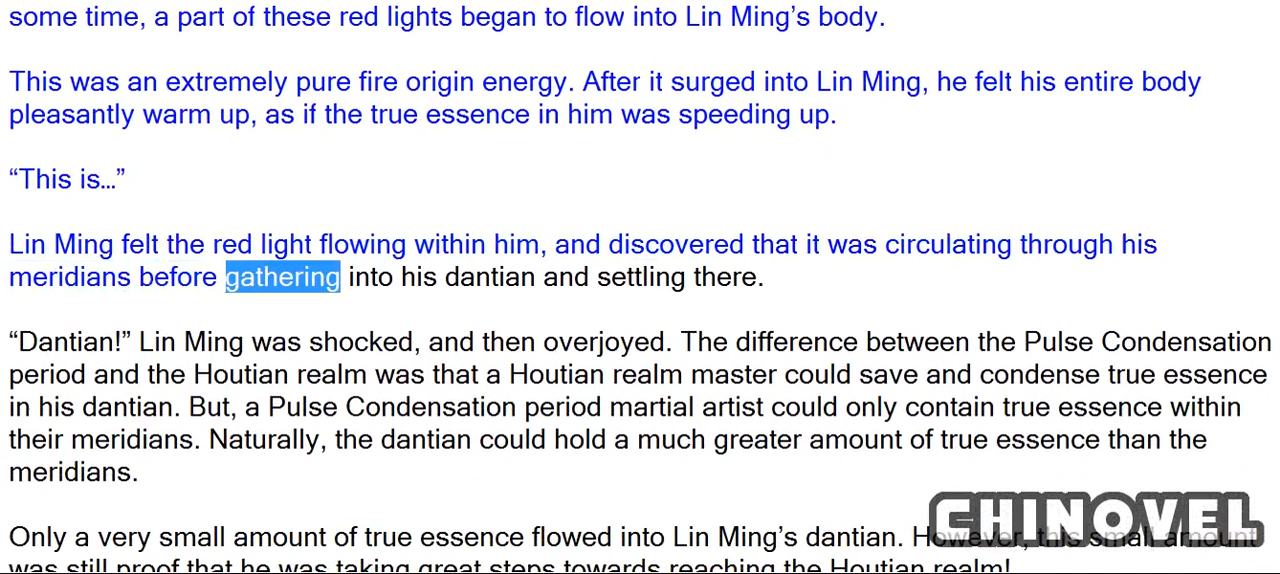 some time, a part of these red lights began to flow into Lin Ming’s body.
This was an extremely pure fire origin energy. After it surged into Lin Ming, he felt his entire body
pleasantly warm up, as if the true essence in him was speeding up.
“This is…”
Lin Ming felt the red light flowing within him, and discovered that it was circulating through his
meridians before gathering into his dantian and settling there.
“Dantian!” Lin Ming was shocked, and then overjoyed. The difference between the Pulse Condensation
period and the Houtian realm was that a Houtian realm master could save and condense true essence
in his dantian. But, a Pulse Condensation period martial artist could only contain true essence within
their meridians. Naturally, the dantian could hold a much greater amount of true essence than the
meridians.
Only a very small amount of true essence flowed into Lin Ming’s dantian. However, this small amount
was still proof that he was taking great steps towards reaching the Houtian realm!
CHINOVEL